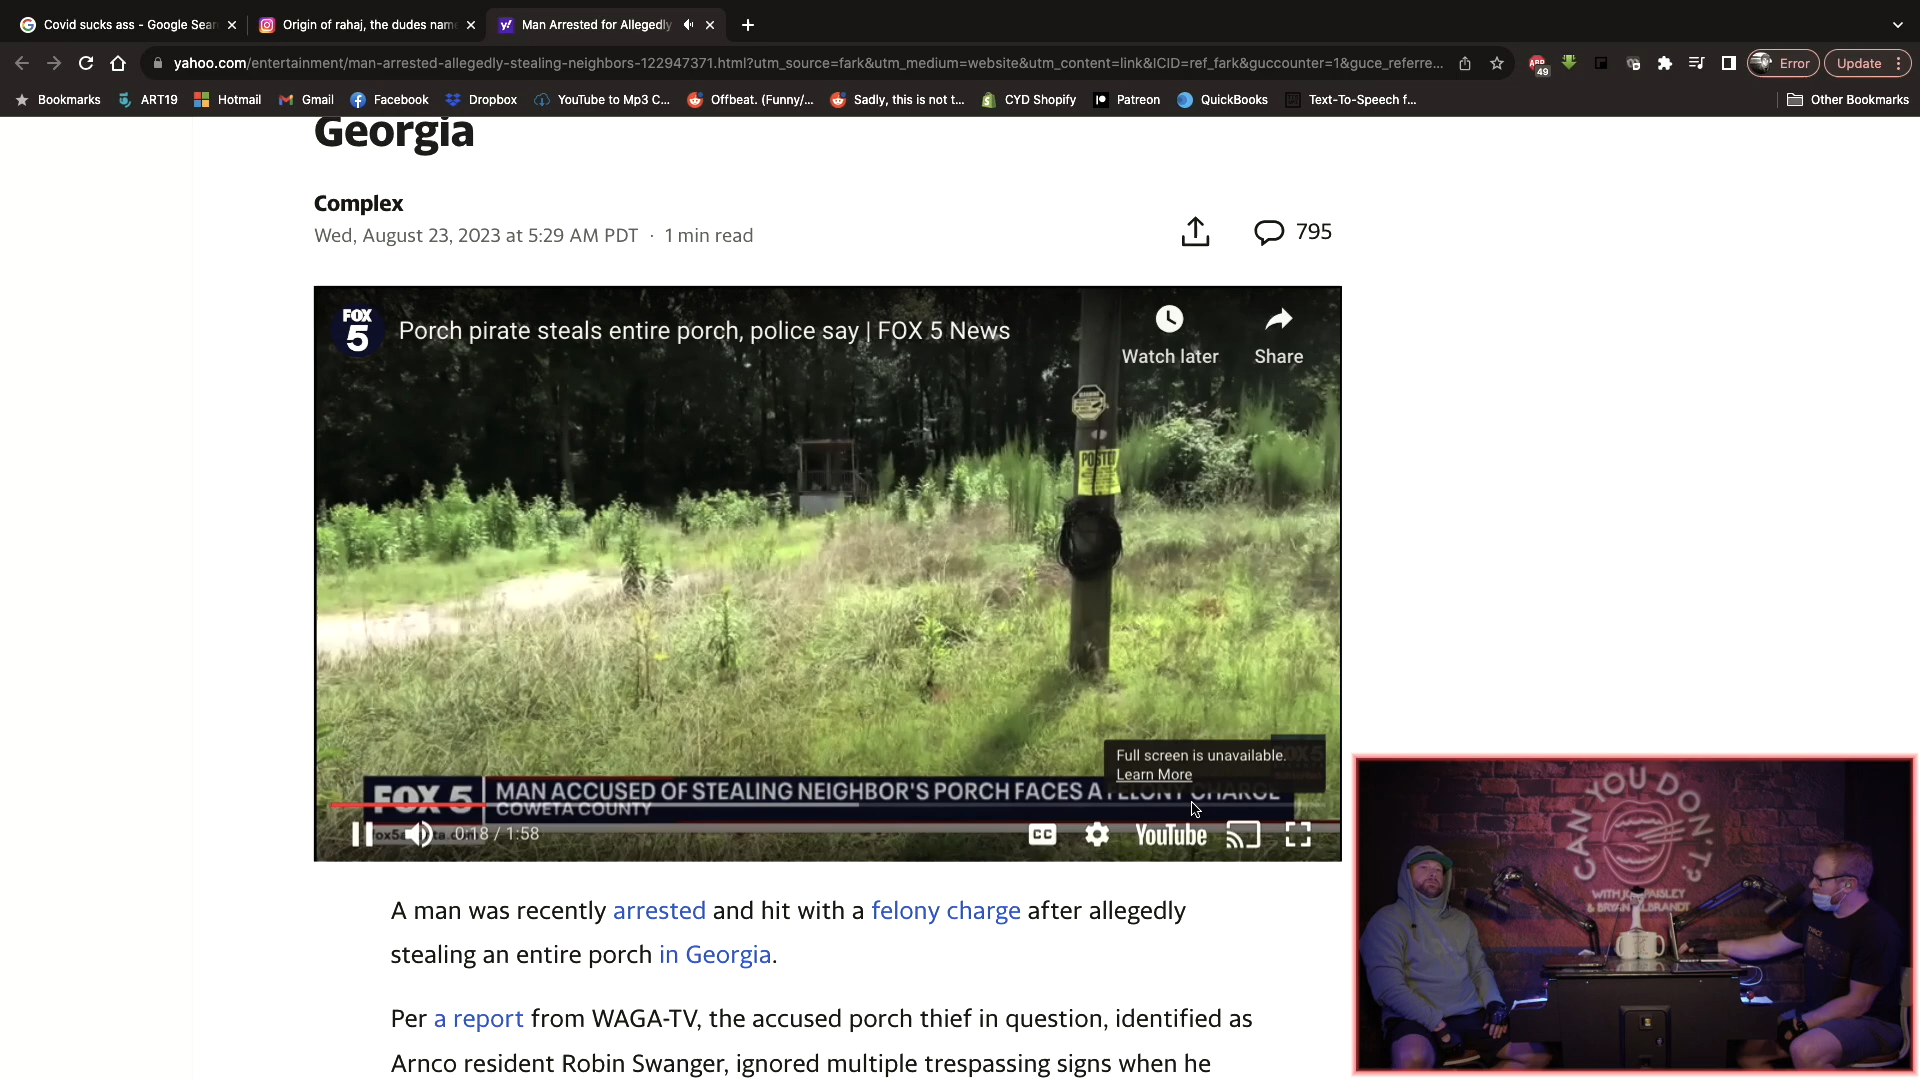 Covid sucks ass - Google Sear
Origin of rahaj, the dudes name
Man Arrested for Allegedly
yahoo.com/entertainment/man-arrested-allegedly-stealing-neighbors-122947371.html?utm_source=fark&utm_medium=website&utm_content=link&ICID=ref_fark&guccounter=1&guce_referre...
49
Error
Update
Bookmarks
ART19
Hotmail
Gmail
Facebook
Dropbox
YouTube to Mp3 C...
Offbeat. (Funny/...
Sadly, this is not t...
CYD Shopify
Patreon
QuickBooks
Text-To-Speech f...
Other Bookmarks
Georgia
Complex
Wed, August 23, 2023 at 5:29 AM PDT · 1 min read
795
FOX 5
Porch pirate steals entire porch, police say | FOX 5 News
Watch later
Share
POSTED
Full screen is unavailable.
Learn More
FOX 5
MAN ACCUSED OF STEALING NEIGHBOR'S PORCH FACES A FELONY CHARGE
COWETA COUNTY
0:18 / 1:58
CC
YouTube
A man was recently arrested and hit with a felony charge after allegedly
stealing an entire porch in Georgia.
Per a report from WAGA-TV, the accused porch thief in question, identified as
Arnco resident Robin Swanger, ignored multiple trespassing signs when he
CAN YOU DON'T?